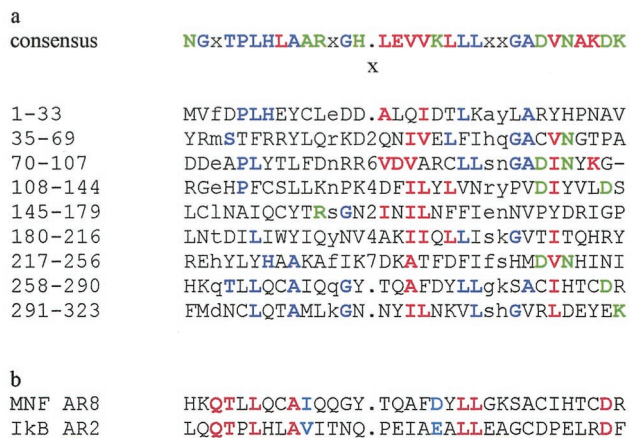 a
consensus NGxTPLHLAARxGH.LEVVKLLLxxGADVNAKDK
x
1-33 MVfDPLHEYCLeDD.ALQIDTLKayLARYHPNAV
35-69 YRmSTFRRYLQrKD2QNIVELFIhqGACVNGTPA
70-107 DDeAPLYTLFDnRR6VDVARCLLsnGADINYKG-
108-144 RGeHPFCSLLKnPK4DFILYLVNryPVDIYVLDS
145-179 LClNAIQCYTRsGN2INILNFFIenNVPYDRIGP
180-216 LNtDILIWYIQyNV4AKIIQLLIskGVTITQHRY
217-256 REhYLYHAAKAfIK7DKATFDFIfsHMDVNHINI
258-290 HKqTLLQCAIQqGY.TQAFDYLLgkSACIHTCDR
291-323 FMdNCLQTAMLkGN.NYILNKVLshGVRLDEYEK
b
MNF AR8 HKQTLLQCAIQQGY.TQAFDYLLGKSACIHTCDR
IkB AR2 LQQTPLHLAVITNQ.PEIAEALLEAGCDPELRDF